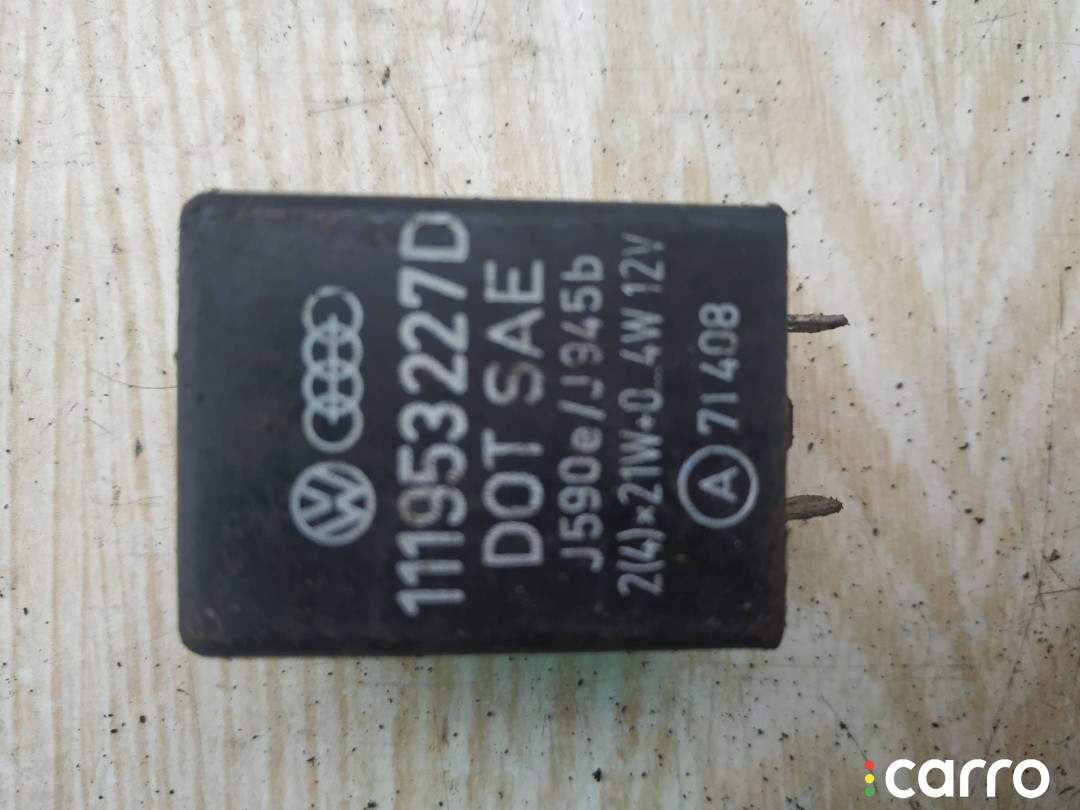 111953227D
DOT SAE
J590e/J945b
2(4)×21W+0...4W 12V
A 71 408
carro